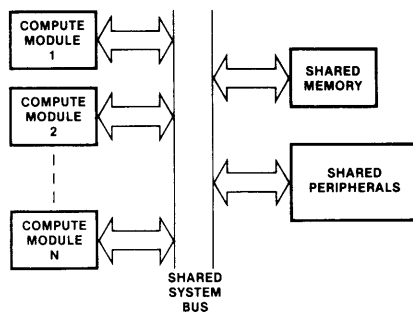 COMPUTE
MODULE
1
COMPUTE
MODULE
2
COMPUTE
MODULE
N
SHARED
MEMORY
SHARED
PERIPHERALS
SHARED
SYSTEM
BUS